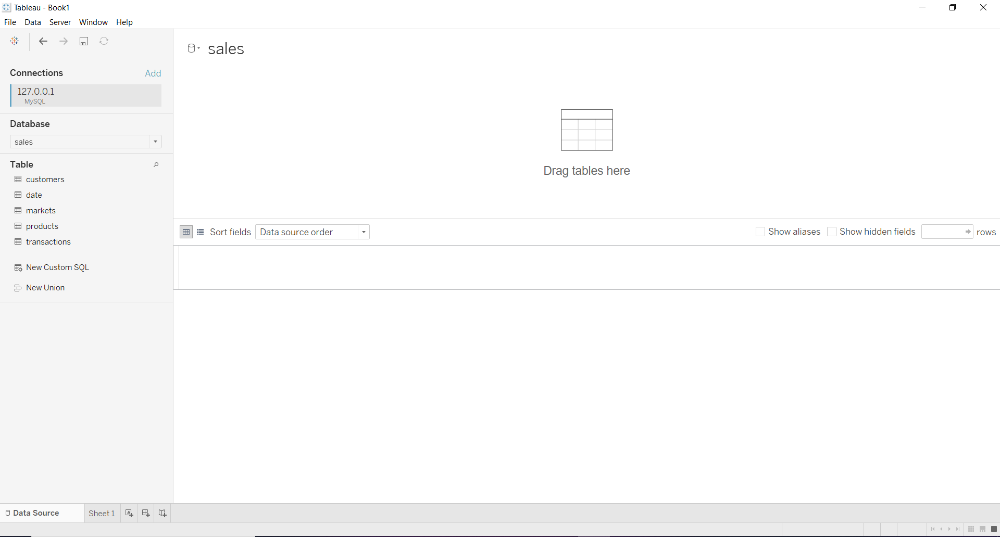 Tableau - Book1
File Data Server Window Help
sales
Connections Add
127.0.0.1
MySQL
Database
sales
Table
customers
date
markets
products
transactions
New Custom SQL
New Union
Drag tables here
Sort fields Data source order Show aliases Show hidden fields rows
Data Source Sheet 1